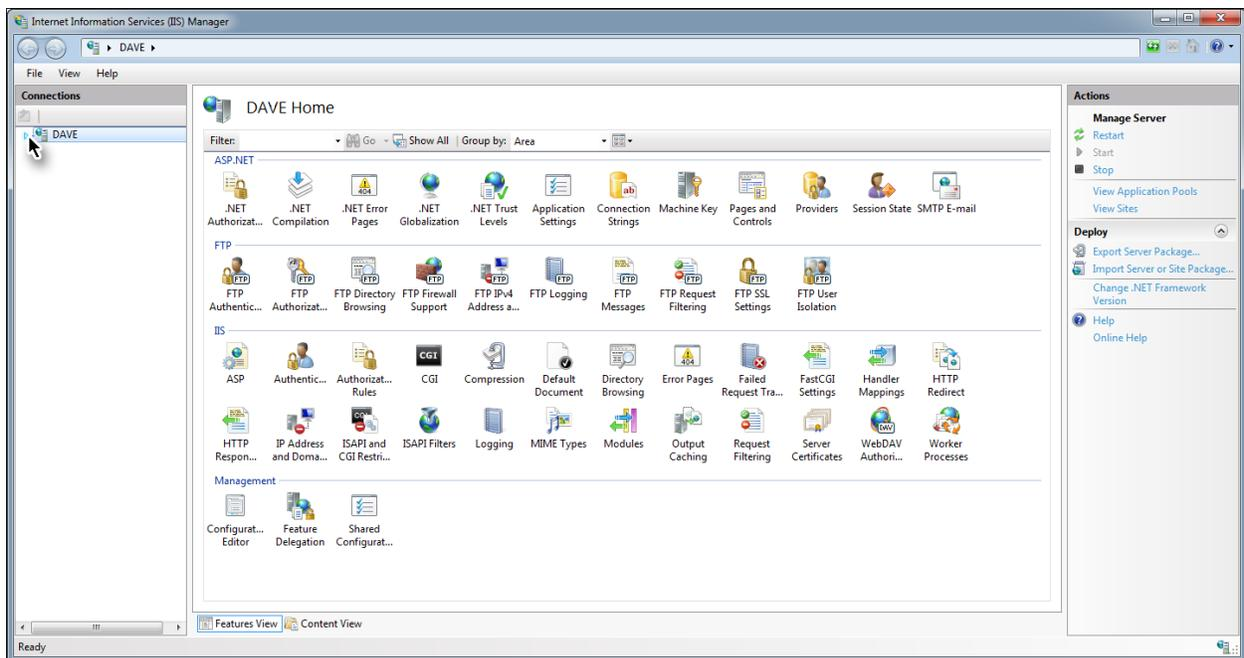 Internet Information Services (IIS) Manager
DAVE
File View Help
Connections
DAVE
DAVE Home
Filter: Go Show All Group by: Area
ASP.NET
.NET Authorizat...
.NET Compilation
.NET Error Pages
.NET Globalization
.NET Trust Levels
Application Settings
Connection Strings
Machine Key
Pages and Controls
Providers
Session State
SMTP E-mail
FTP
FTP Authentic...
FTP Authorizat...
FTP Directory Browsing
FTP Firewall Support
FTP IPv4 Address a...
FTP Logging
FTP Messages
FTP Request Filtering
FTP SSL Settings
FTP User Isolation
IIS
ASP
Authentic...
Authorizat... Rules
CGI
Compression
Default Document
Directory Browsing
Error Pages
Failed Request Tra...
FastCGI Settings
Handler Mappings
HTTP Redirect
HTTP Respon...
IP Address and Doma...
ISAPI and CGI Restri...
ISAPI Filters
Logging
MIME Types
Modules
Output Caching
Request Filtering
Server Certificates
WebDAV Authori...
Worker Processes
Management
Configurat... Editor
Feature Delegation
Shared Configurat...
Features View Content View
Actions
Manage Server
Restart
Start
Stop
View Application Pools
View Sites
Deploy
Export Server Package...
Import Server or Site Package...
Change .NET Framework
Version
Help
Online Help
Ready